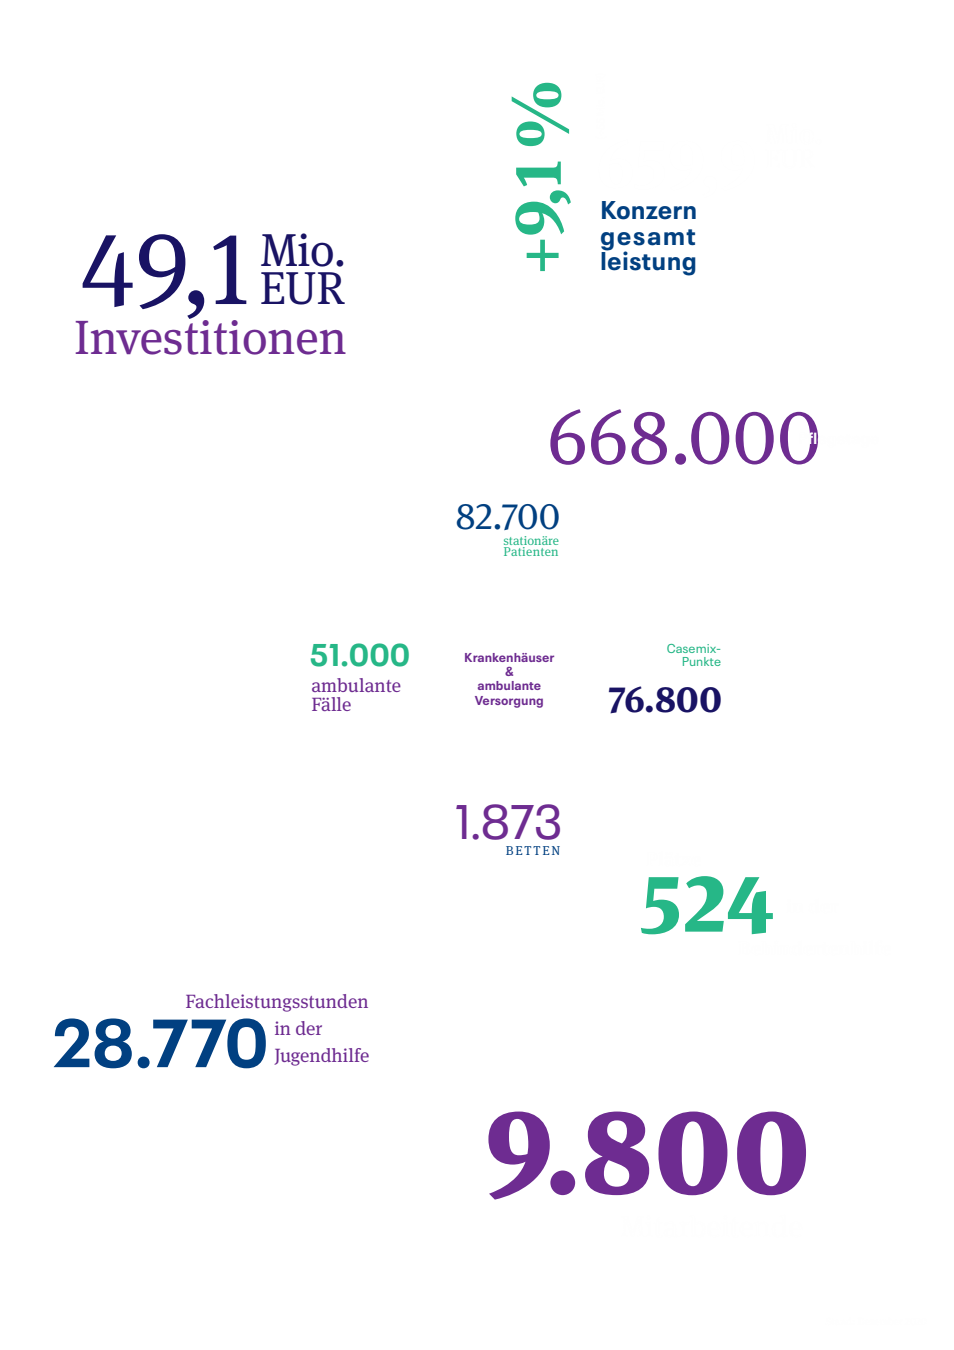 +9,1 %
Konzern
gesamt
leistung
49,1 Mio.
EUR
Investitionen
668.000
82.700
stationäre
Patienten
51.000
ambulante
Fälle
Krankenhäuser
&
ambulante
Versorgung
Casemix-
Punkte
76.800
1.873
BETTEN
524
Fachleistungsstunden
28.770 in der
Jugendhilfe
9.800